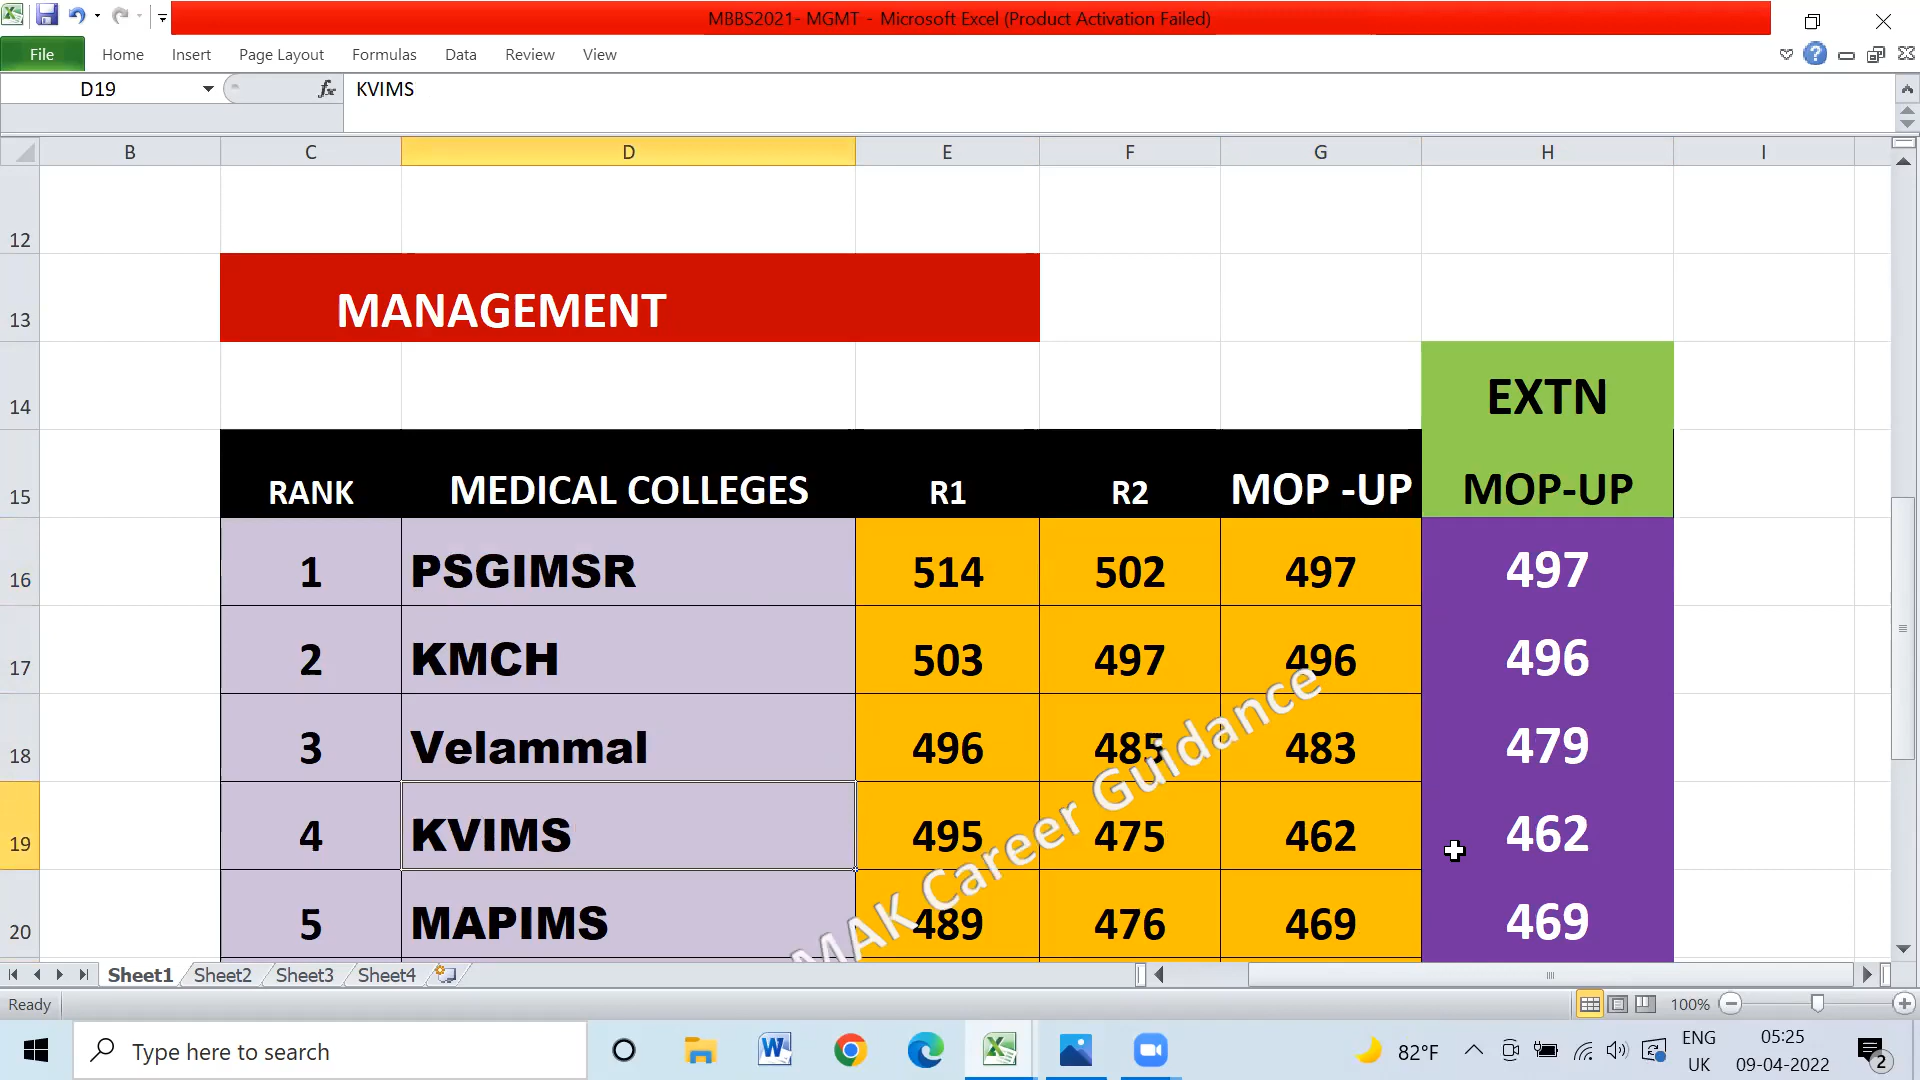 MBBS2021- MGMT - Microsoft Excel (Product Activation Failed)
File Home Insert Page Layout Formulas Data Review View
D19 fx KVIMS
B C D E F G H I
12
13 MANAGEMENT
14 EXTN
15 RANK MEDICAL COLLEGES R1 R2 MOP -UP MOP-UP
16 1 PSGIMSR 514 502 497 497
17 2 KMCH 503 497 496 496
18 3 Velammal 496 485 483 479
19 4 KVIMS 495 475 462 462
20 5 MAPIMS 489 476 469 469
MAK Career Guidance
Sheet1 Sheet2 Sheet3 Sheet4
Ready 100%
Type here to search
82°F
ENG
UK
05:25
09-04-2022
2